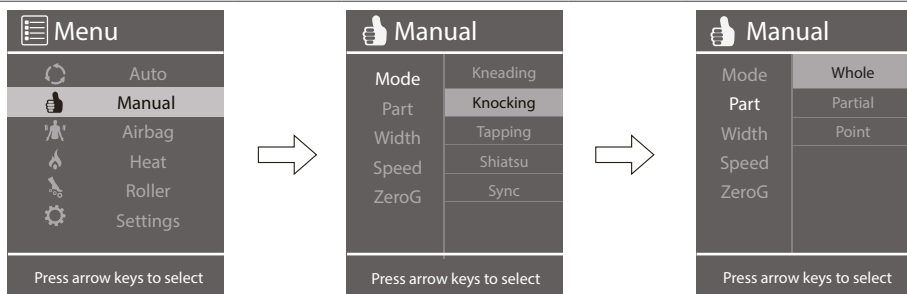 Menu
Auto
Manual
Airbag
Heat
Roller
Settings
Press arrow keys to select
Manual
Mode
Part
Width
Speed
ZeroG
Kneading
Knocking
Tapping
Shiatsu
Sync
Press arrow keys to select
Manual
Mode
Part
Width
Speed
ZeroG
Whole
Partial
Point
Press arrow keys to select